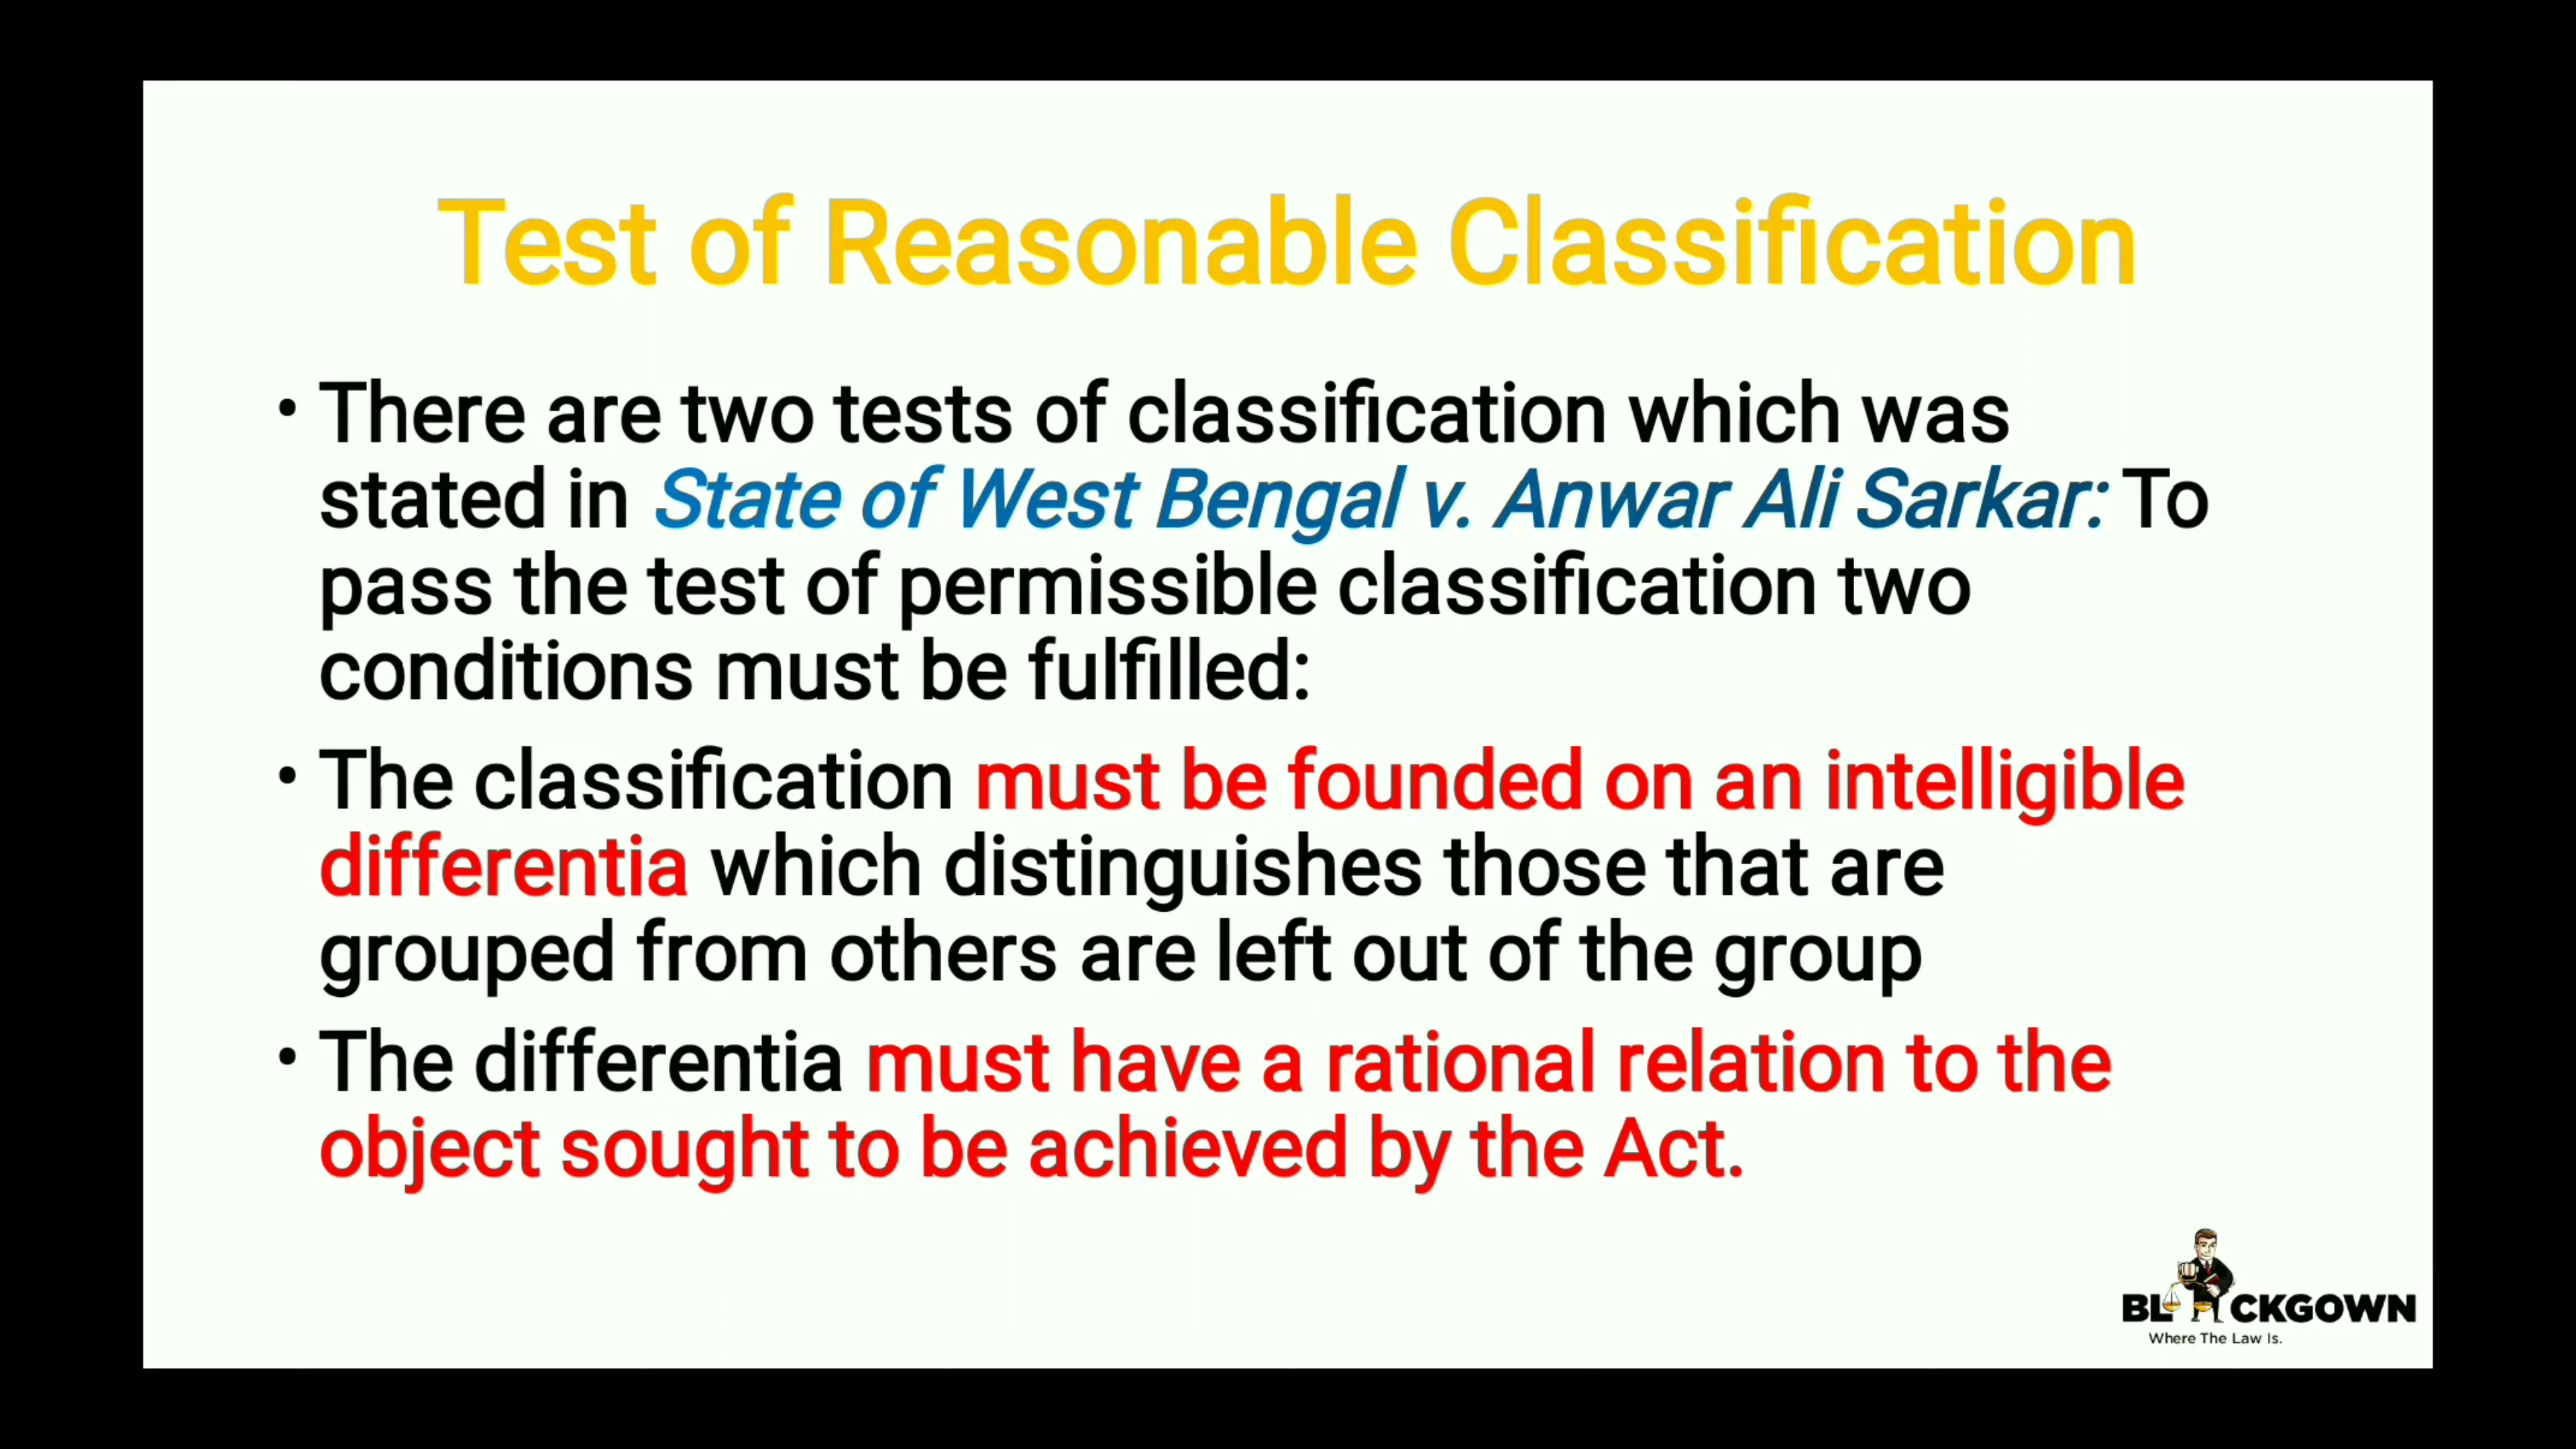 Test of Reasonable Classification
• There are two tests of classification which was
stated in State of West Bengal v. Anwar Ali Sarkar: To
pass the test of permissible classification two
conditions must be fulfilled:
• The classification must be founded on an intelligible
differentia which distinguishes those that are
grouped from others are left out of the group
• The differentia must have a rational relation to the
object sought to be achieved by the Act.
BLACKGOWN
Where The Law Is.